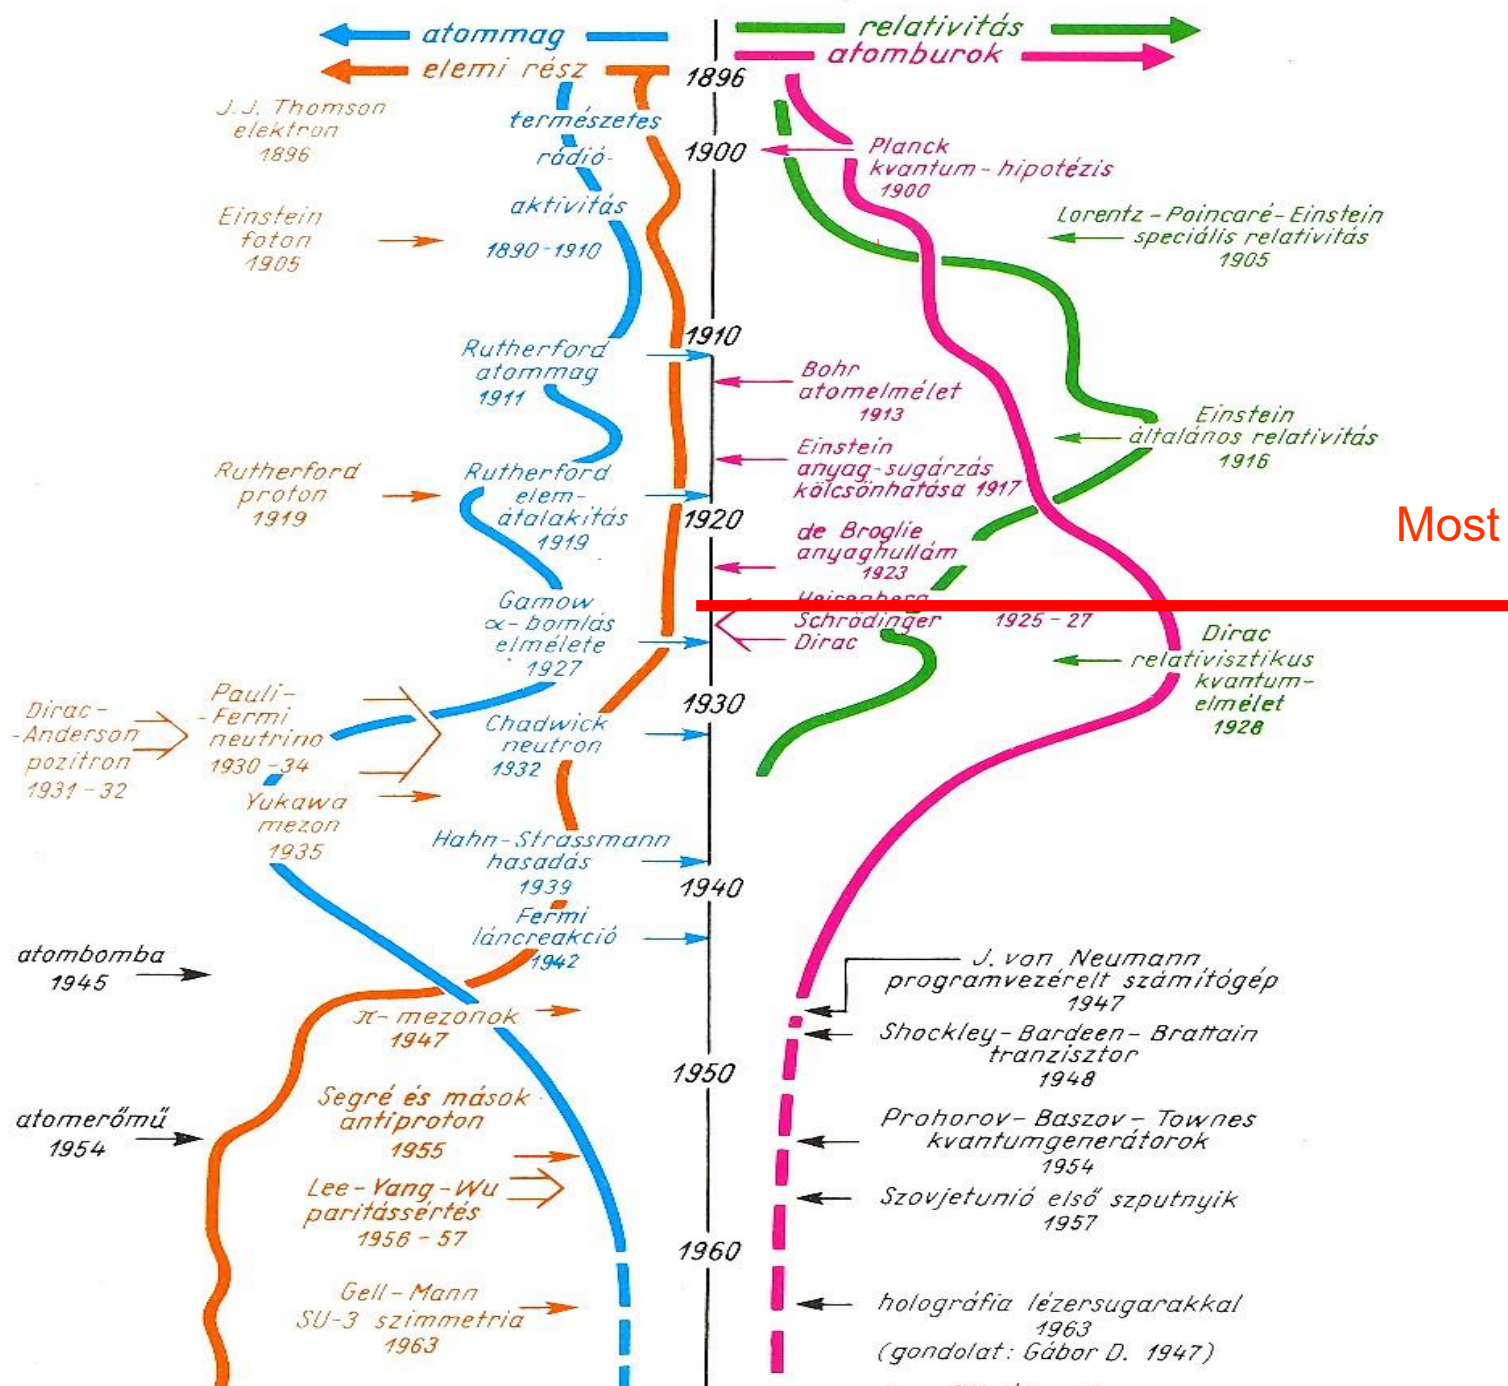 atommag
relativitás
atomburok
elemi rész
1896
J.J. Thomson
elektron
1896
természetes
rádió-
aktivitás
1890-1910
1900
Planck
kvantum-hipotézis
1900
Einstein
foton
1905
Lorentz-Poincaré-Einstein
speciális relativitás
1905
1910
Rutherford
atommag
1911
Bohr
atomelmélet
1913
Einstein
általános relativitás
1916
Einstein
anyag-sugárzás
kölcsönhatása 1917
Rutherford
proton
1919
Rutherford
elem-
átalakítás
1919
1920
Most
de Broglie
anyaghullám
1923
Heisenberg
Schrödinger
Dirac
1925-27
Gamow
α-bomlás
elmélete
1927
Dirac
relativisztikus
kvantum-
elmélet
1928
1930
Dirac-
-Anderson
pozitron
1931-32
Pauli-
-Fermi
neutrino
1930-34
Chadwick
neutron
1932
Yukawa
mezon
1935
Hahn-Strassmann
hasadás
1939
1940
Fermi
láncreakció
1942
atombomba
1945
J. von Neumann
programvezérelt számítógép
1947
π-mezonok
1947
Shockley-Bardeen-Brattain
tranzisztor
1948
1950
Segré és mások
antiproton
1955
atomerőmű
1954
Prohorov-Baszov-Townes
kvantumgenerátorok
1954
Lee-Yang-Wu
paritássértés
1956-57
Szovjetunió első szputnyik
1957
1960
Gell-Mann
SU-3 szimmetria
1963
holográfia lézersugarakkal
1963
(gondolat: Gábor D. 1947)